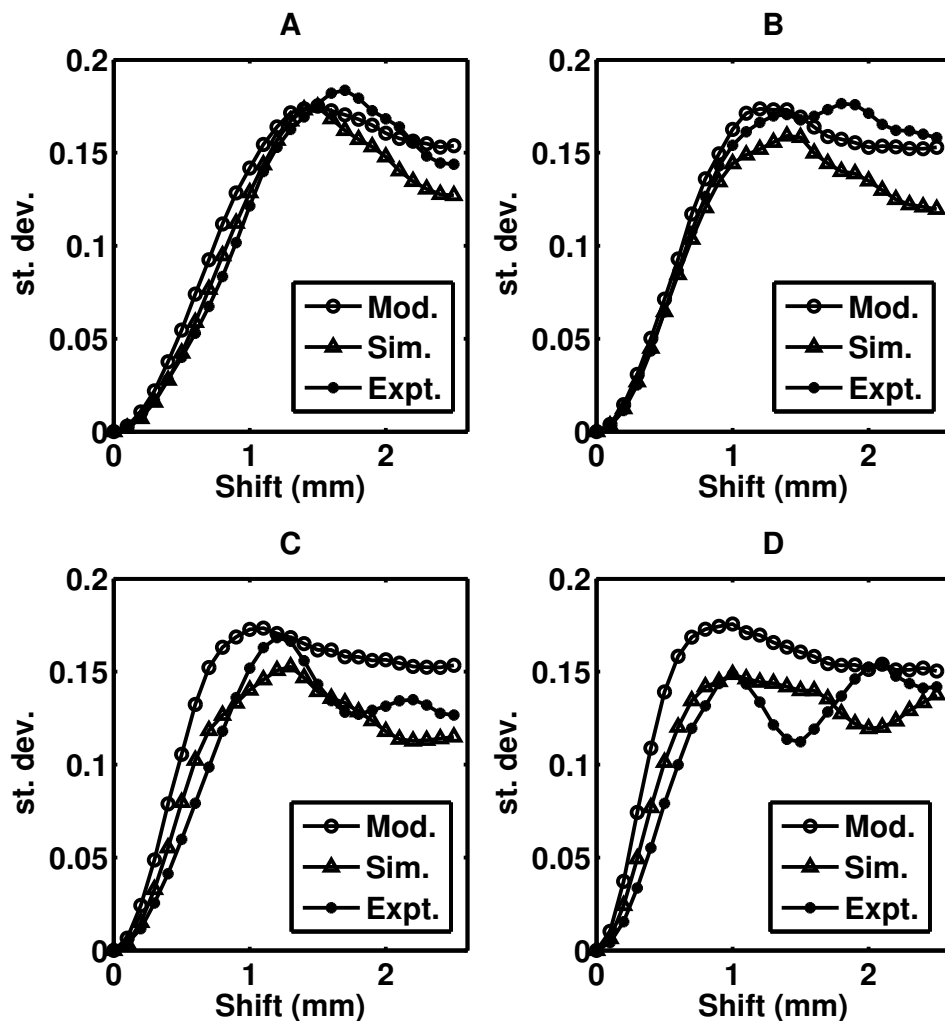 A
0.2
0.15
0.1
0.05
0
st. dev.
Mod.
Sim.
Expt.
0
1
2
Shift (mm)
B
0.2
0.15
0.1
0.05
0
st. dev.
Mod.
Sim.
Expt.
0
1
2
Shift (mm)
C
0.2
0.15
0.1
0.05
0
st. dev.
Mod.
Sim.
Expt.
0
1
2
Shift (mm)
D
0.2
0.15
0.1
0.05
0
st. dev.
Mod.
Sim.
Expt.
0
1
2
Shift (mm)